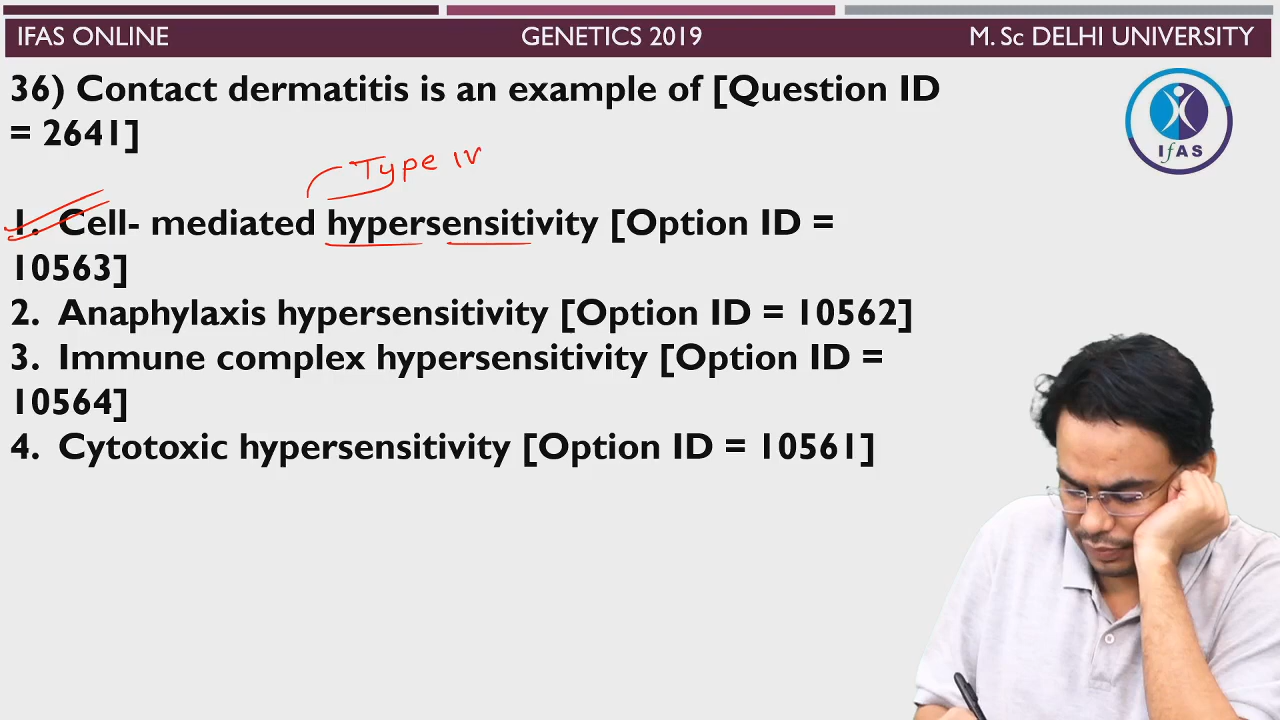 IFAS ONLINE GENETICS 2019 M. Sc DELHI UNIVERSITY
36) Contact dermatitis is an example of [Question ID
= 2641]
IfAS
Type IV
1. Cell- mediated hypersensitivity [Option ID =
10563]
2. Anaphylaxis hypersensitivity [Option ID = 10562]
3. Immune complex hypersensitivity [Option ID =
10564]
4. Cytotoxic hypersensitivity [Option ID = 10561]